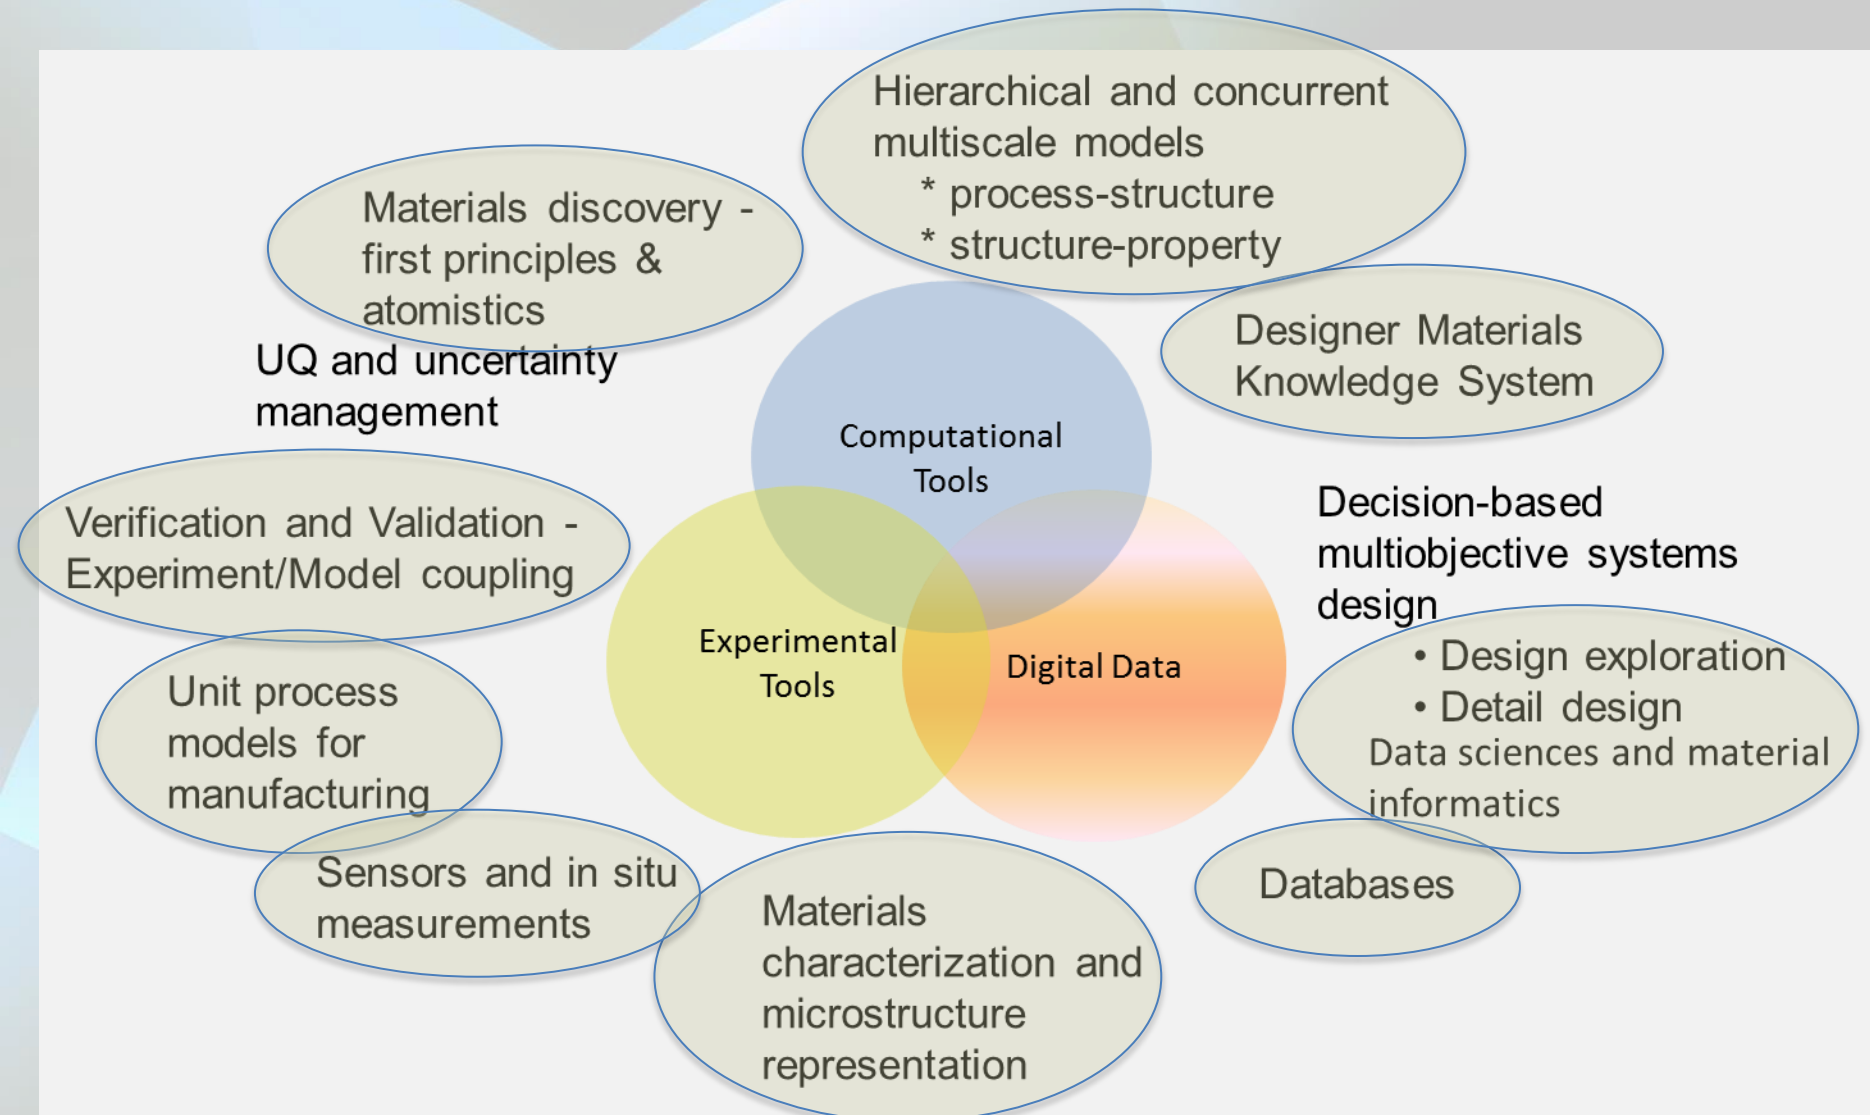 Hierarchical and concurrent
multiscale models
* process-structure
* structure-property
Materials discovery -
first principles &
atomistics
UQ and uncertainty
management
Designer Materials
Knowledge System
Computational
Tools
Verification and Validation -
Experiment/Model coupling
Decision-based
multiobjective systems
design
Experimental
Tools
Digital Data
• Design exploration
• Detail design
Data sciences and material
informatics
Unit process
models for
manufacturing
Sensors and in situ
measurements
Databases
Materials
characterization and
microstructure
representation